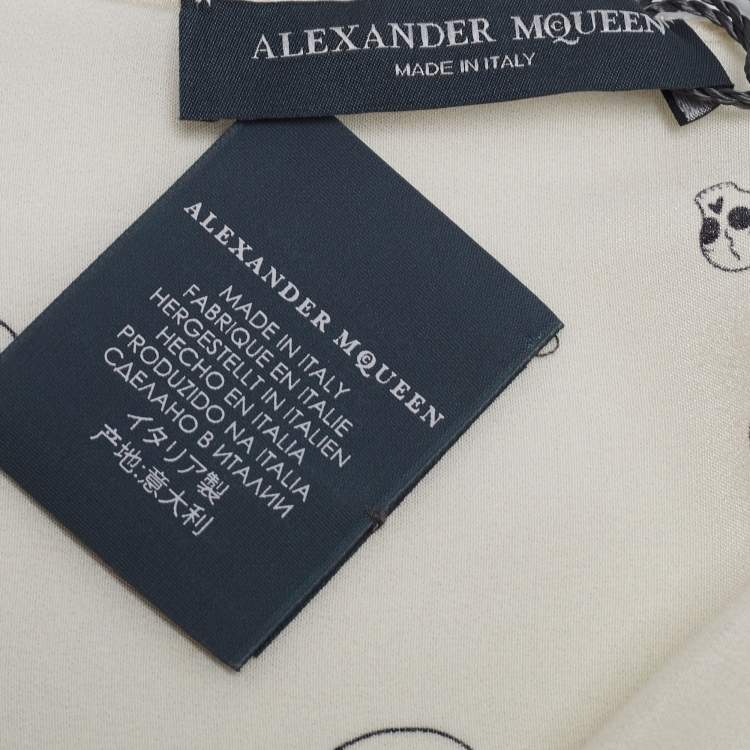 ALEXANDER MCQUEEN
MADE IN ITALY
ALEXANDER MCQUEEN
MADE IN ITALY
FABRIQUE EN ITALIE
HERGESTELLT IN ITALIEN
HECHO EN ITALIA
PRODUZIDO NA ITALIA
СДЕЛАНО В ИТАЛИИ
イタリア製
产地:意大利